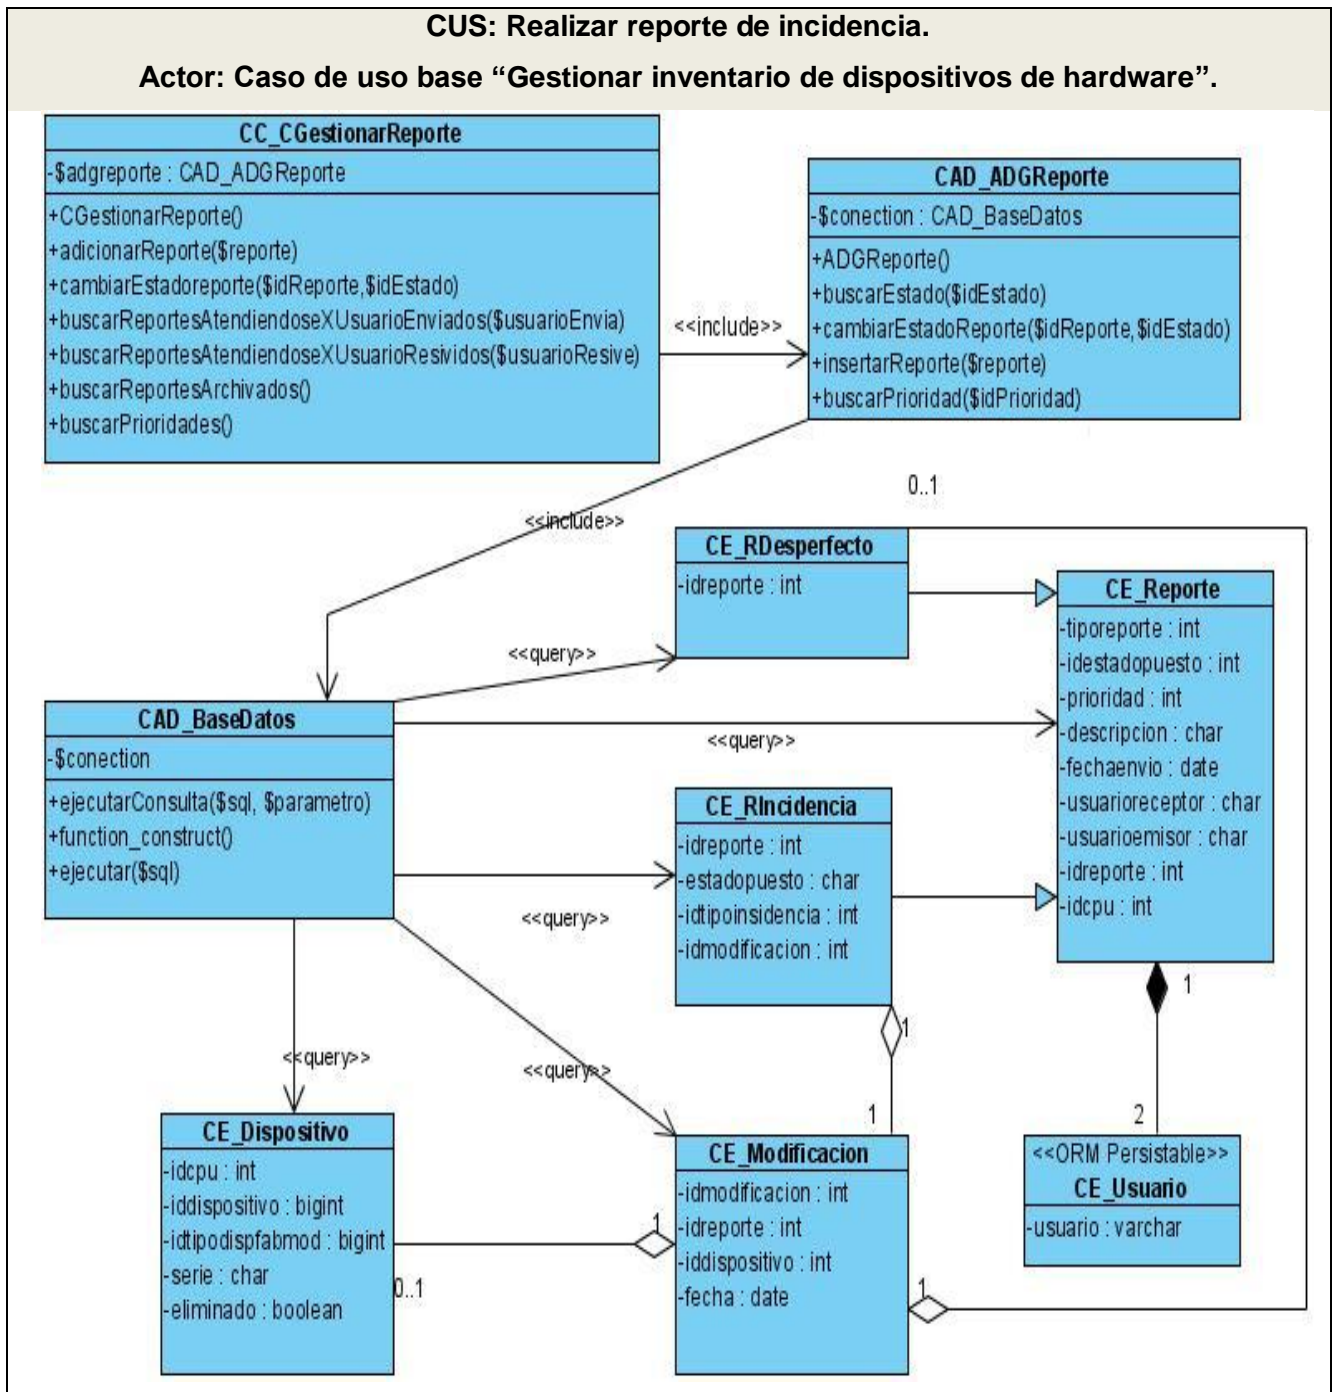 CUS: Realizar reporte de incidencia.
Actor: Caso de uso base “Gestionar inventario de dispositivos de hardware”.
CC_CGestionarReporte
-$adgreporte : CAD_ADGReporte
+CGestionarReporte()
+adicionarReporte($reporte)
+cambiarEstadoreporte($idReporte,$idEstado)
+buscarReportesAtendiendoseXUsuarioEnviados($usuarioEnvia)
+buscarReportesAtendiendoseXUsuarioResividos($usuarioResive)
+buscarReportesArchivados()
+buscarPrioridades()
<<include>>
CAD_ADGReporte
-$conection : CAD_BaseDatos
+ADGReporte()
+buscarEstado($idEstado)
+cambiarEstadoReporte($idReporte,$idEstado)
+insertarReporte($reporte)
+buscarPrioridad($idPrioridad)
0..1
<<include>>
CE_RDesperfecto
-idreporte : int
CE_Reporte
-tiporeporte : int
-idestadopuesto : int
-prioridad : int
-descripcion : char
-fechaenvio : date
-usuarioreceptor : char
-usuarioemisor : char
-idreporte : int
-idcpu : int
<<query>>
CAD_BaseDatos
-$conection
+ejecutarConsulta($sql, $parametro)
+function_construct()
+ejecutar($sql)
<<query>>
CE_RIncidencia
-idreporte : int
-estadopuesto : char
-idtipoinsidencia : int
-idmodificacion : int
<<query>>
1
1
<<query>>
<<query>>
1
2
CE_Dispositivo
-idcpu : int
-iddispositivo : bigint
-idtipodispfabmod : bigint
-serie : char
-eliminado : boolean
1
0..1
CE_Modificacion
-idmodificacion : int
-idreporte : int
-iddispositivo : int
-fecha : date
1
<<ORM Persistable>>
CE_Usuario
-usuario : varchar